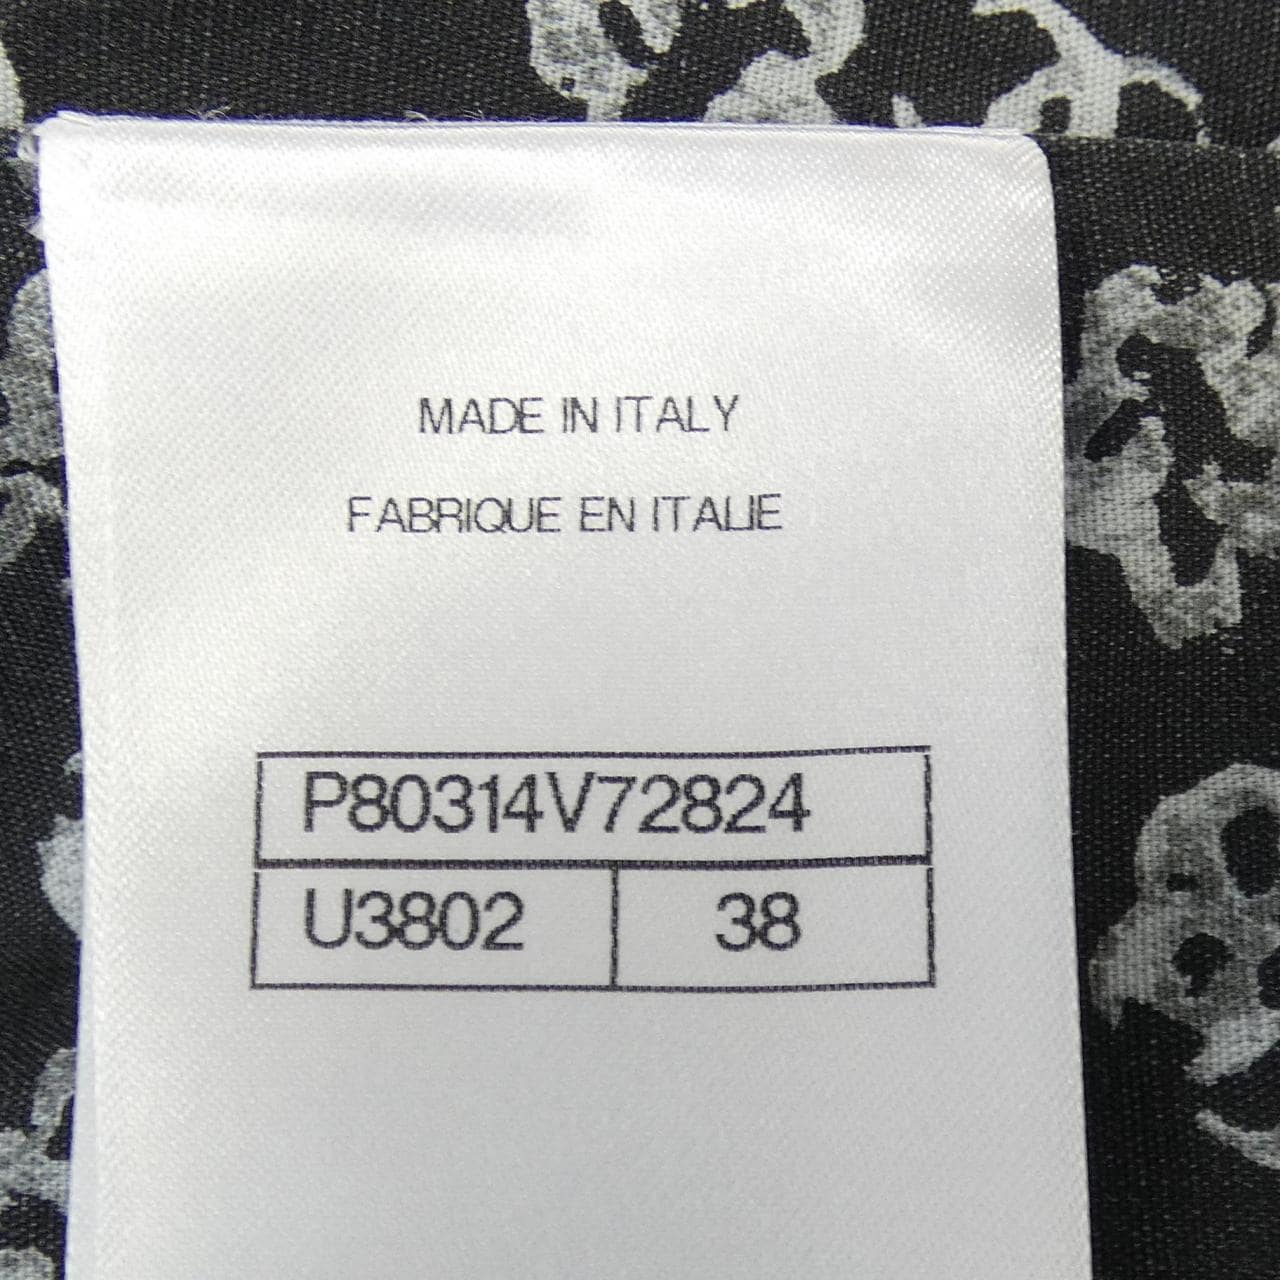 MADE IN ITALY
FABRIQUE EN ITALIE
P80314V72824
U3802 38